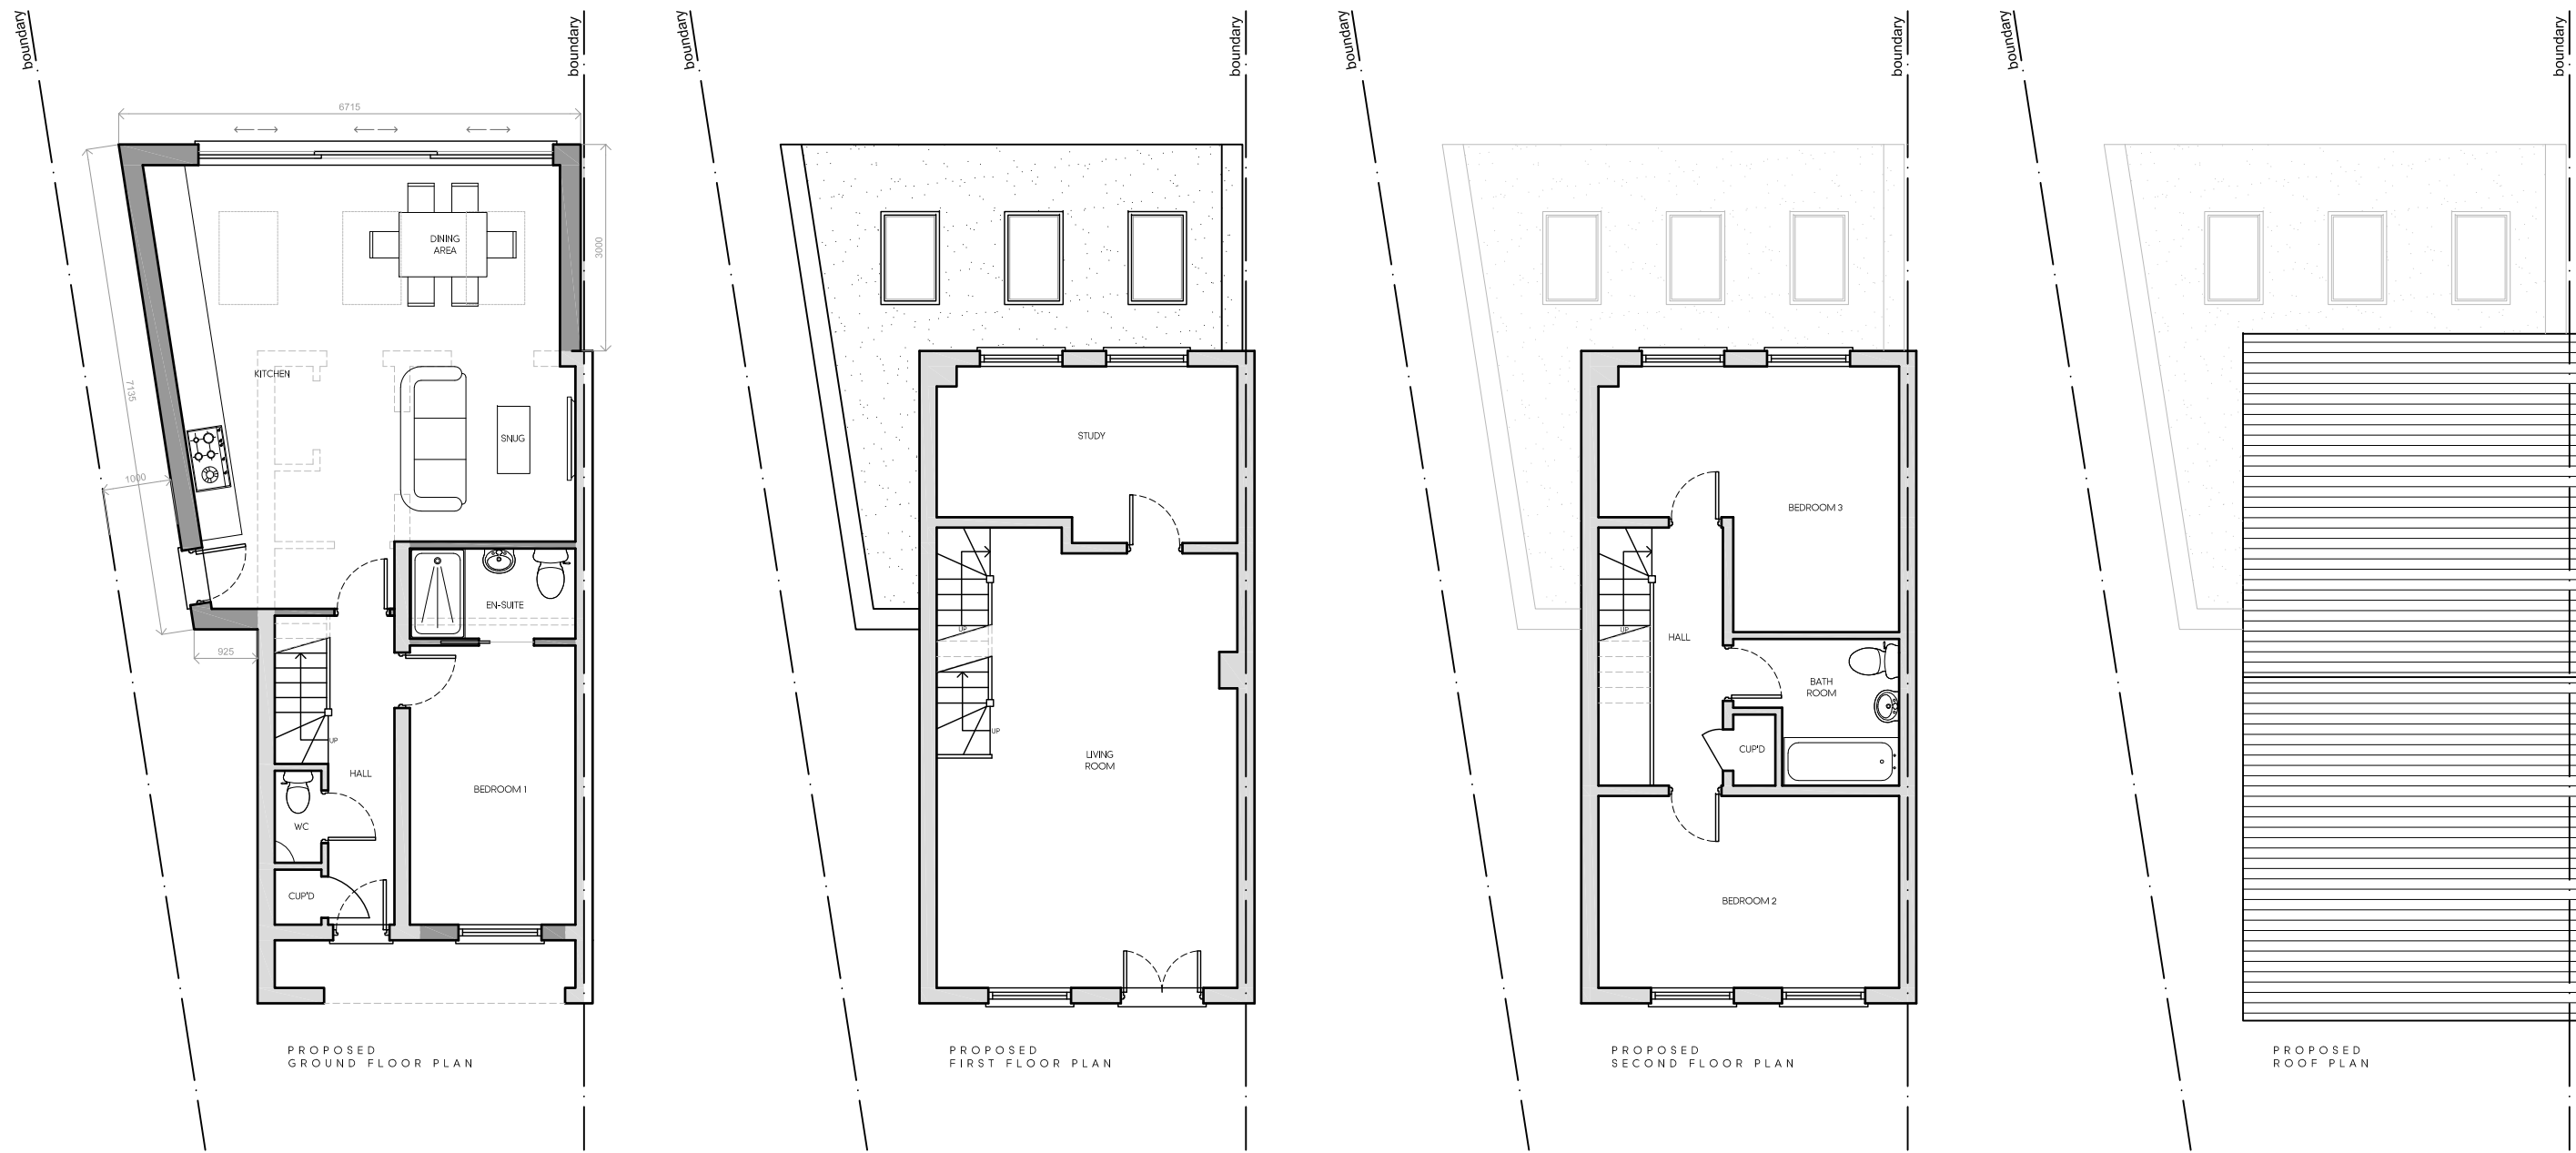 boundary
boundary
6715
3000
7135
1000
925
DINING
AREA
KITCHEN
SNUG
EN-SUITE
UP
HALL
BEDROOM 1
WC
CUP'D
PROPOSED
GROUND FLOOR PLAN
boundary
boundary
STUDY
UP
UP
LIVING
ROOM
PROPOSED
FIRST FLOOR PLAN
boundary
boundary
BEDROOM 3
UP
HALL
BATH
ROOM
CUP'D
BEDROOM 2
PROPOSED
SECOND FLOOR PLAN
boundary
boundary
PROPOSED
ROOF PLAN